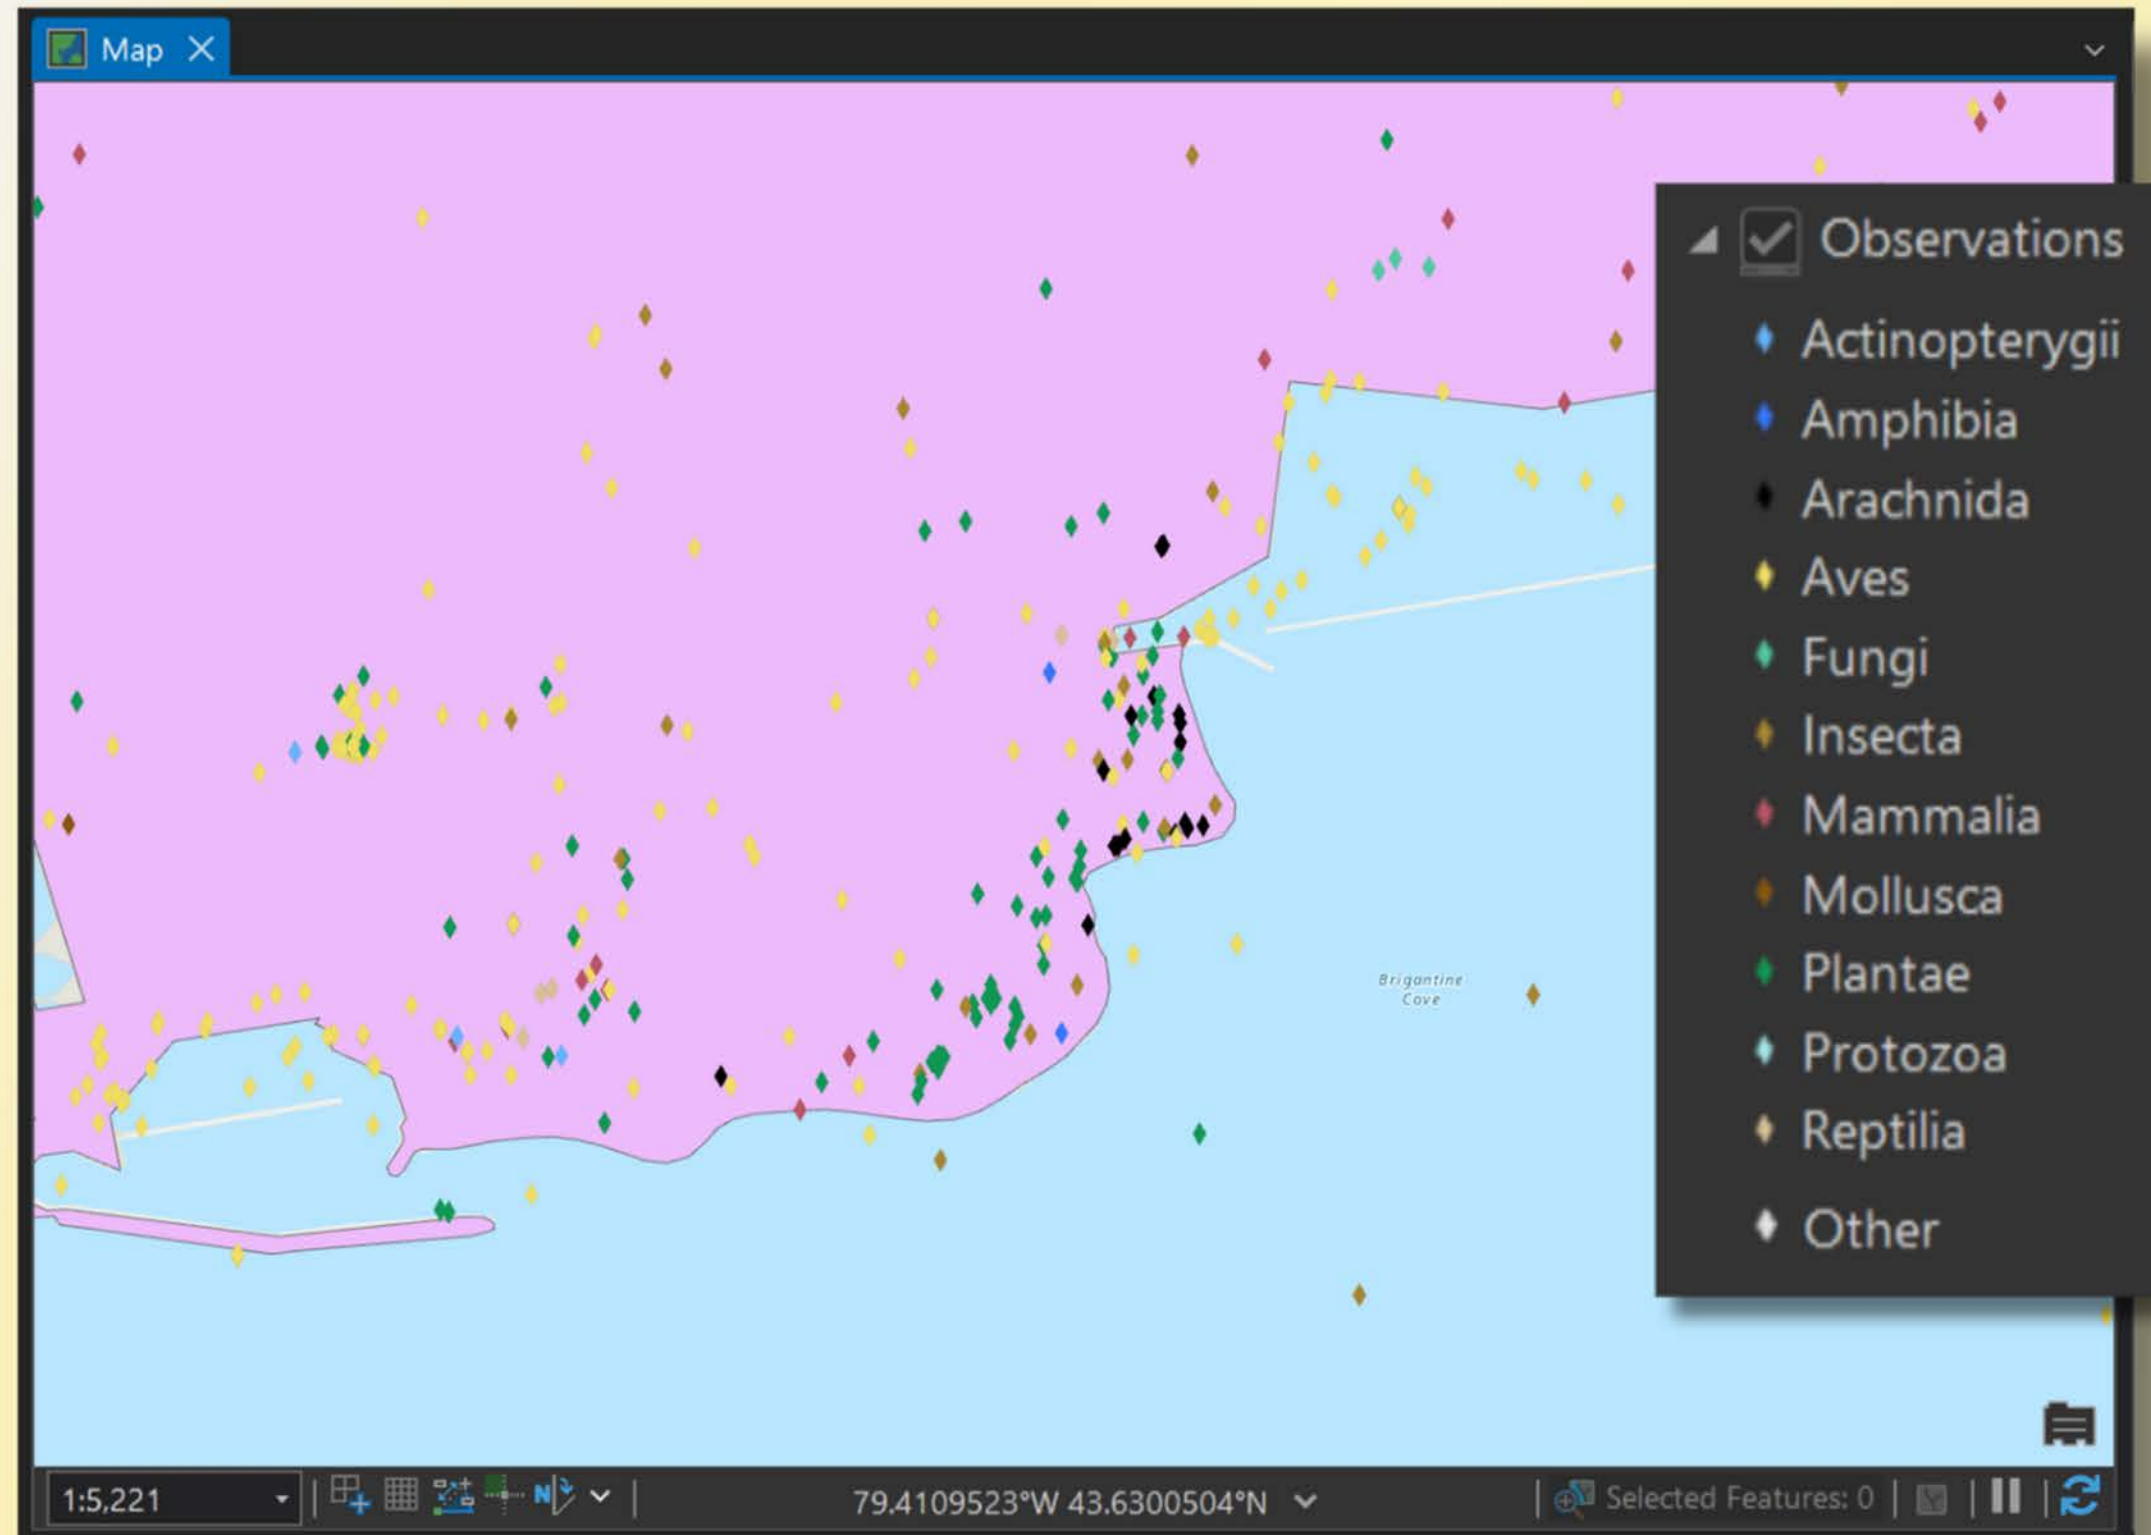 Map
Observations
Actinopterygii
Amphibia
Arachnida
Aves
Fungi
Insecta
Mammalia
Mollusca
Plantae
Protozoa
Reptilia
Other
Brigantine
Cove
1:5,221
N
79.4109523°W 43.6300504°N
Selected Features: 0